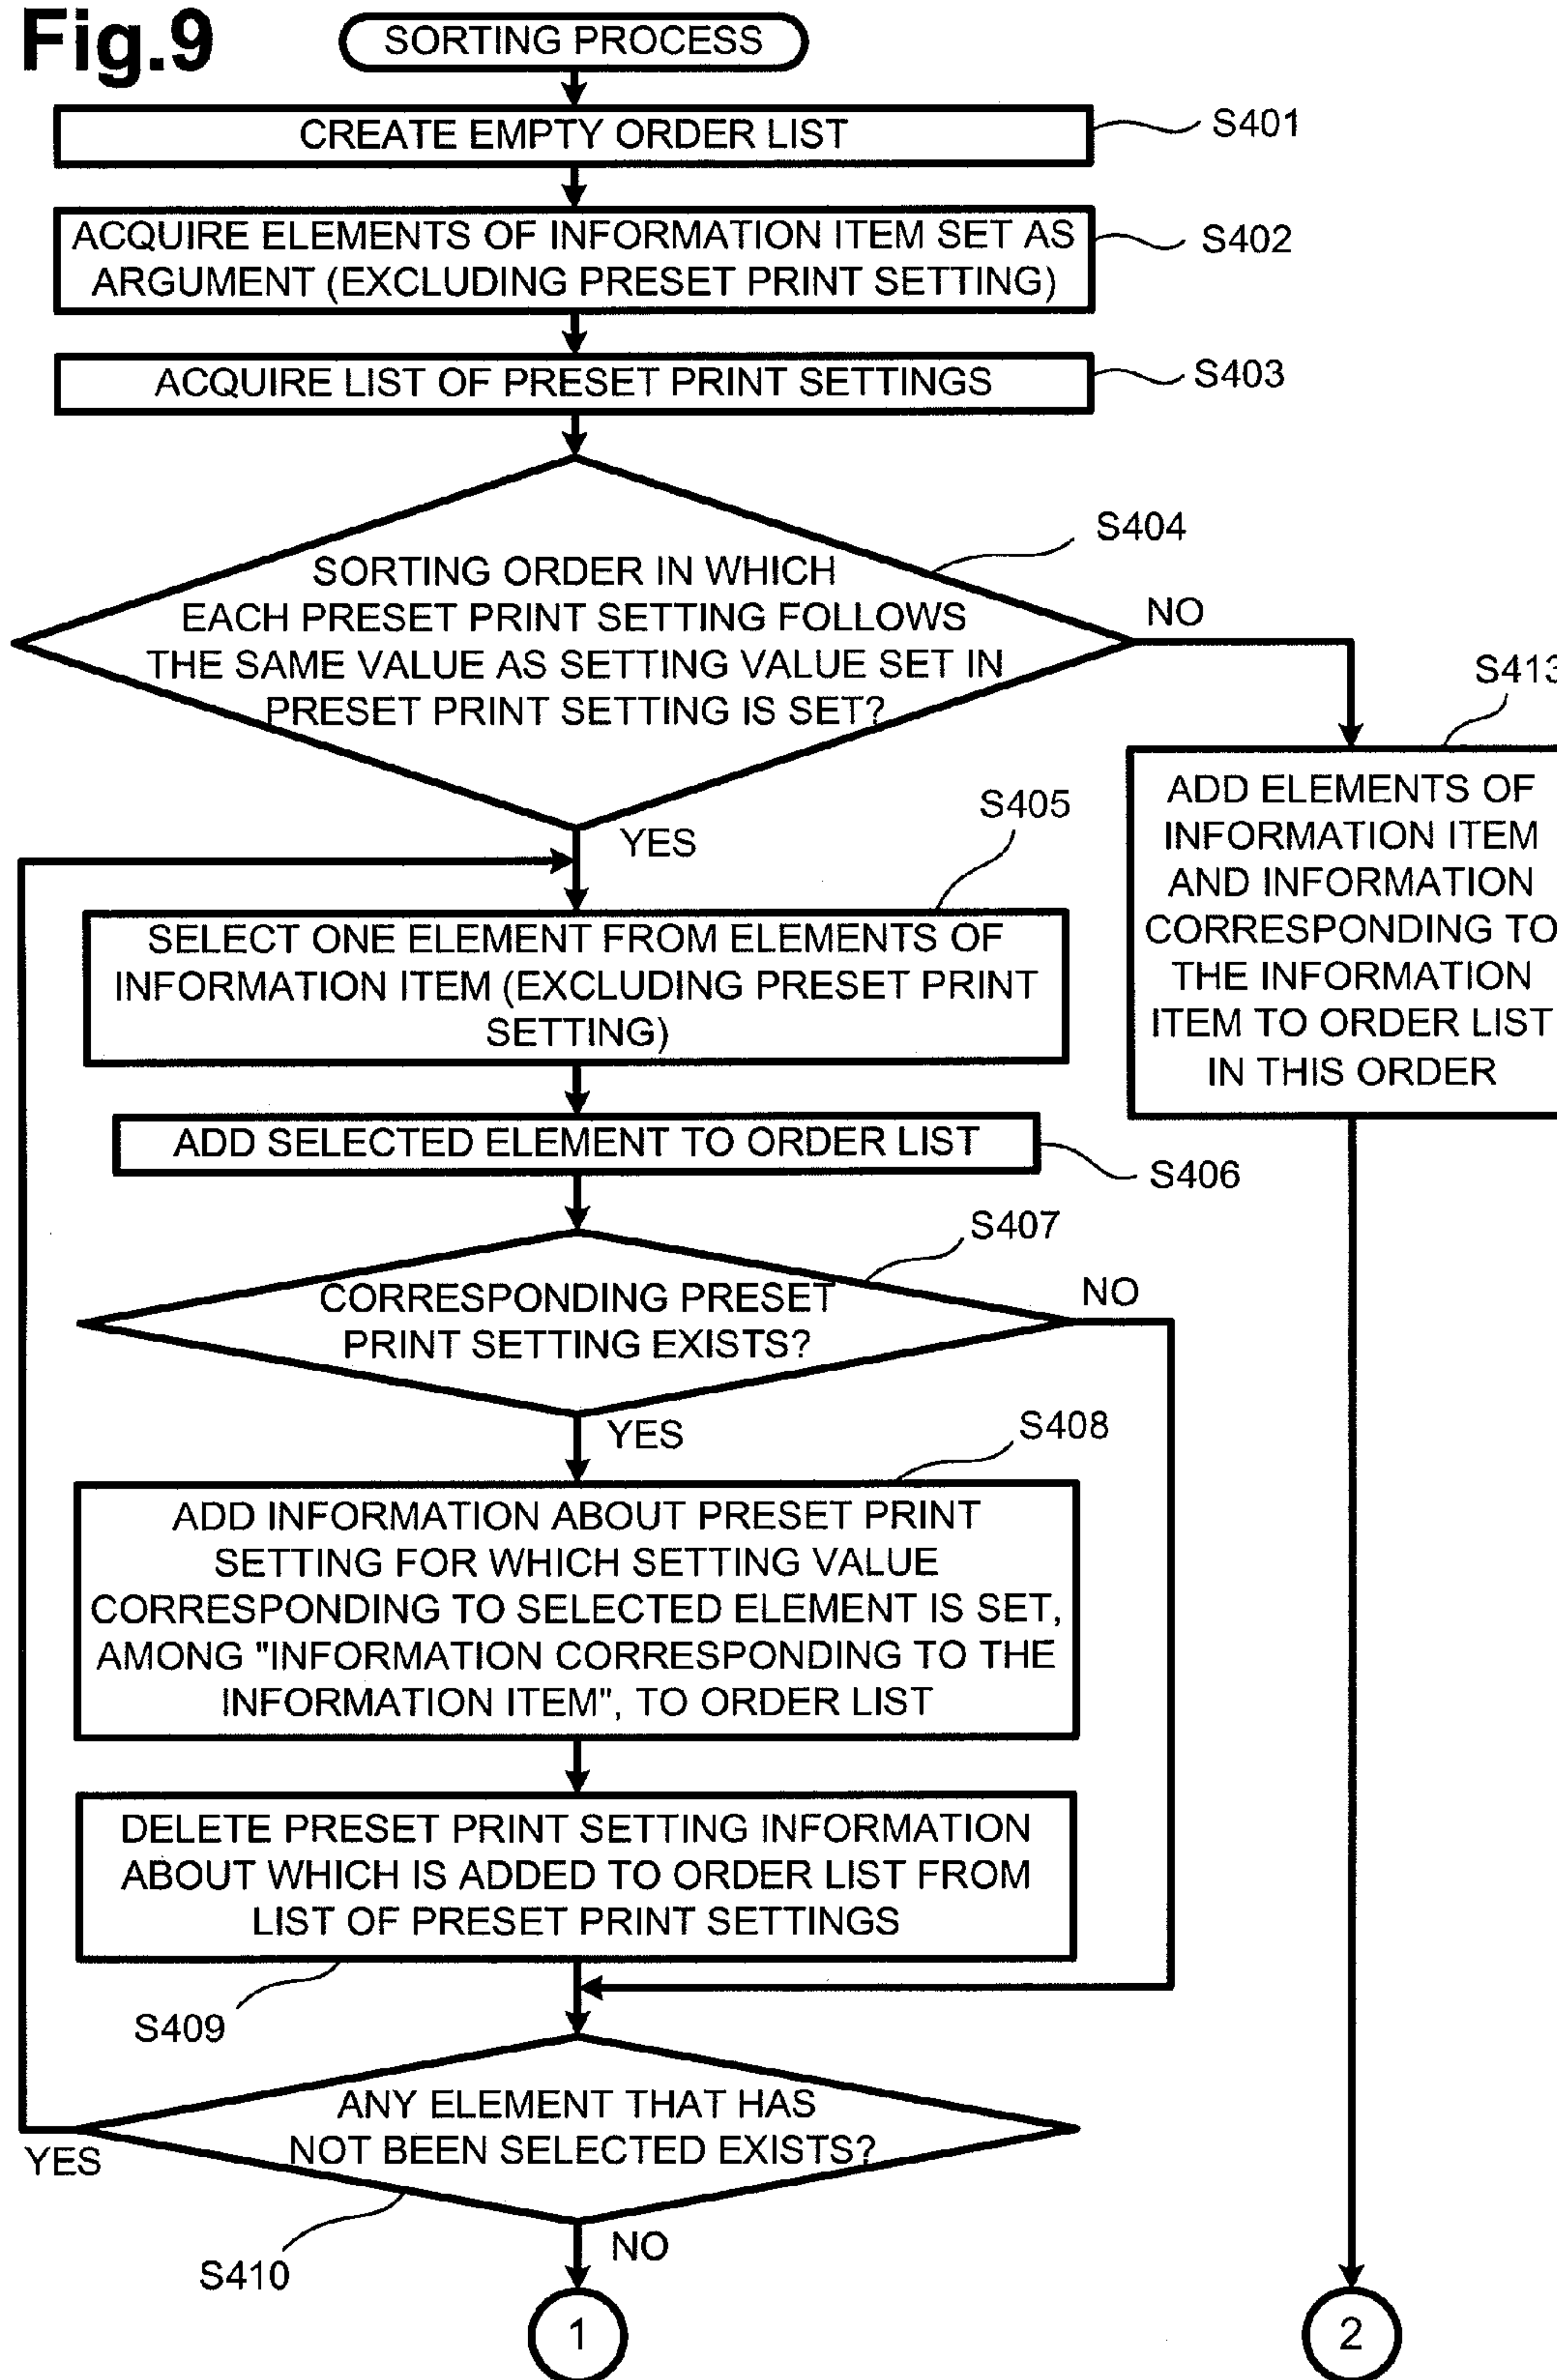 Fig.9
SORTING PROCESS
CREATE EMPTY ORDER LIST
S401
ACQUIRE ELEMENTS OF INFORMATION ITEM SET AS
ARGUMENT (EXCLUDING PRESET PRINT SETTING)
S402
ACQUIRE LIST OF PRESET PRINT SETTINGS
S403
S404
SORTING ORDER IN WHICH
EACH PRESET PRINT SETTING FOLLOWS
THE SAME VALUE AS SETTING VALUE SET IN
PRESET PRINT SETTING IS SET?
NO
YES
S413
ADD ELEMENTS OF
INFORMATION ITEM
AND INFORMATION
CORRESPONDING TO
THE INFORMATION
ITEM TO ORDER LIST
IN THIS ORDER
S405
SELECT ONE ELEMENT FROM ELEMENTS OF
INFORMATION ITEM (EXCLUDING PRESET PRINT
SETTING)
ADD SELECTED ELEMENT TO ORDER LIST
S406
S407
CORRESPONDING PRESET
PRINT SETTING EXISTS?
NO
YES
S408
ADD INFORMATION ABOUT PRESET PRINT
SETTING FOR WHICH SETTING VALUE
CORRESPONDING TO SELECTED ELEMENT IS SET,
AMONG "INFORMATION CORRESPONDING TO THE
INFORMATION ITEM", TO ORDER LIST
DELETE PRESET PRINT SETTING INFORMATION
ABOUT WHICH IS ADDED TO ORDER LIST FROM
LIST OF PRESET PRINT SETTINGS
S409
ANY ELEMENT THAT HAS
NOT BEEN SELECTED EXISTS?
YES
S410
NO
1
2